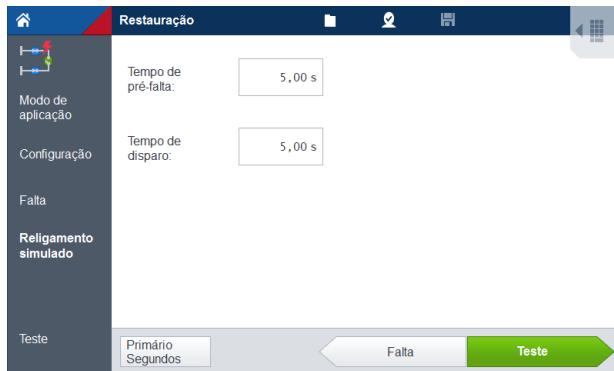 Restauração
Modo de
aplicação
Configuração
Falta
Religamento
simulado
Teste
Tempo de
pré-falta:
5,00 s
Tempo de
disparo:
5,00 s
Primário
Segundos
Falta
Teste